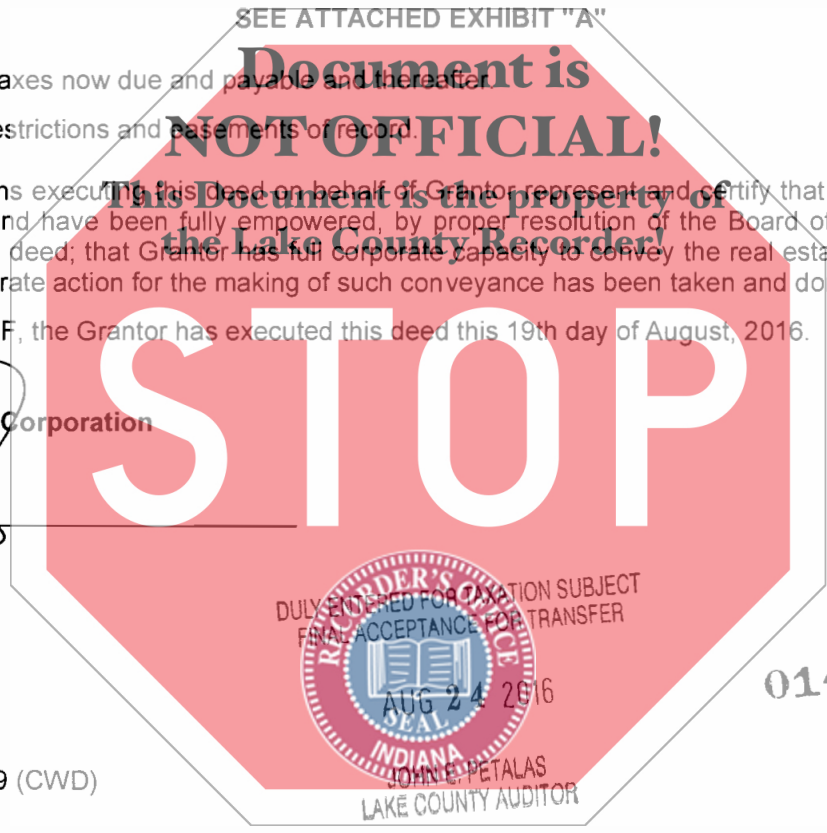 SEE ATTACHED EXHIBIT "A"
Document is
axes now due and payable and thereafter.
NOT OFFICIAL!
estrictions and easements of record.
This Document is the property of
ns executing this deed on behalf of Grantor represent and certify that
nd have been fully empowered, by proper resolution of the Board of
the Lake County Recorder!
deed; that Grantor has full corporate capacity to convey the real esta
rate action for the making of such conveyance has been taken and do
F, the Grantor has executed this deed this 19th day of August, 2016.
STOP
Corporation
DULY ENTERED FOR TAXATION SUBJECT
FINAL ACCEPTANCE FOR TRANSFER
RECORDER'S OFFICE
AUG 24 2016
SEAL
INDIANA
014
9 (CWD)
JOHN E. PETALAS
LAKE COUNTY AUDITOR